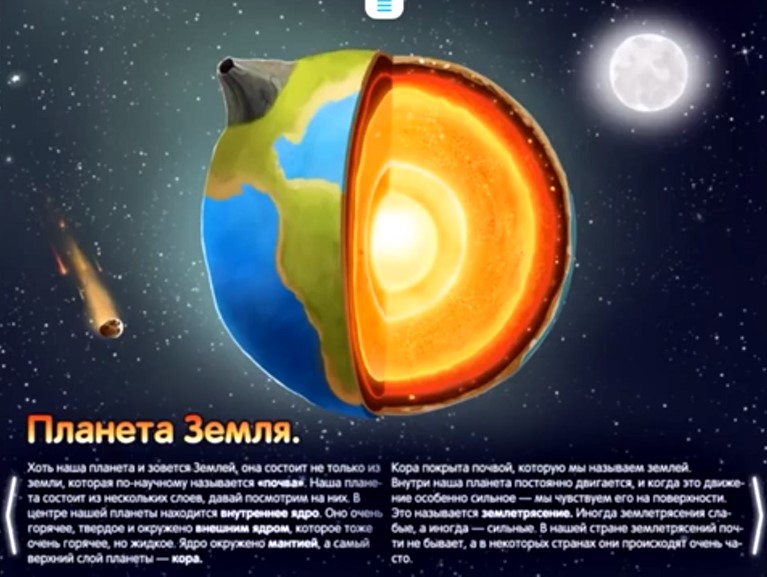 Планета Земля.
Хоть наша планета и зовется Землей, она состоит не только из
земли, которая по-научному называется «почва». Наша плане-
та состоит из нескольких слоев, давай посмотрим на них. В
центре нашей планеты находится внутреннее ядро. Оно очень
горячее, твердое и окружено внешним ядром, которое тоже
очень горячее, но жидкое. Ядро окружено мантией, а самый
верхний слой планеты — кора.
Кора покрыта почвой, которую мы называем землей.
Внутри наша планета постоянно двигается, и когда это движе-
ние особенно сильное — мы чувствуем его на поверхности.
Это называется землетрясение. Иногда землетрясения сла-
бые, а иногда — сильные. В нашей стране землетрясений поч-
ти не бывает, а в некоторых странах они происходят очень ча-
сто.